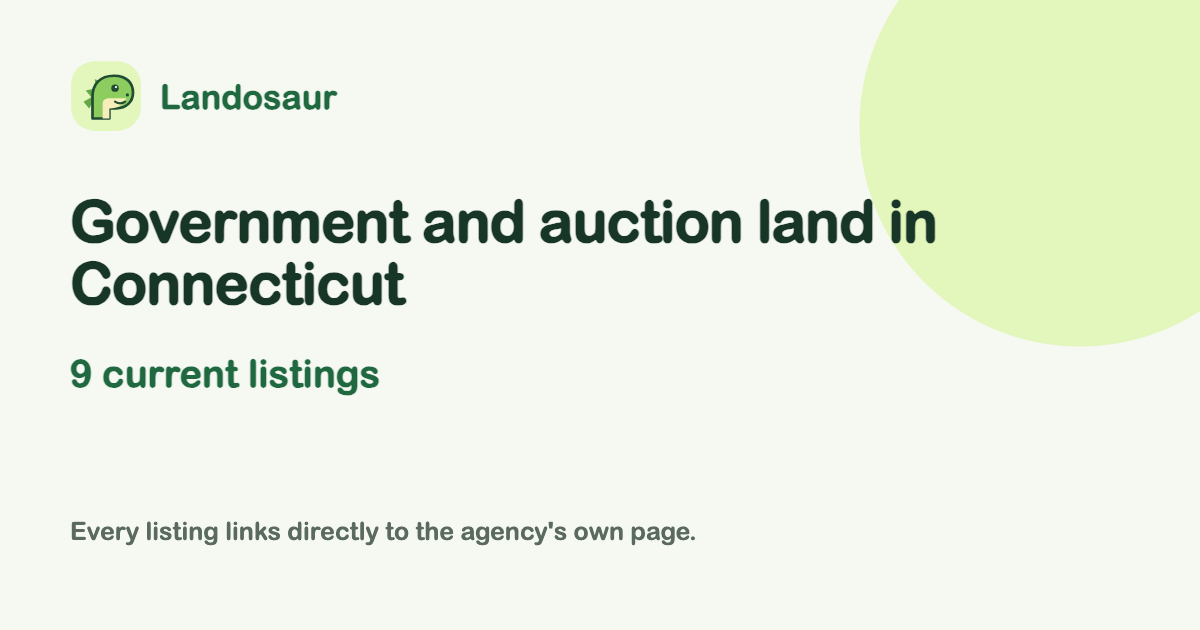 Landosaur
Government and auction land in
Connecticut
9 current listings
Every listing links directly to the agency's own page.